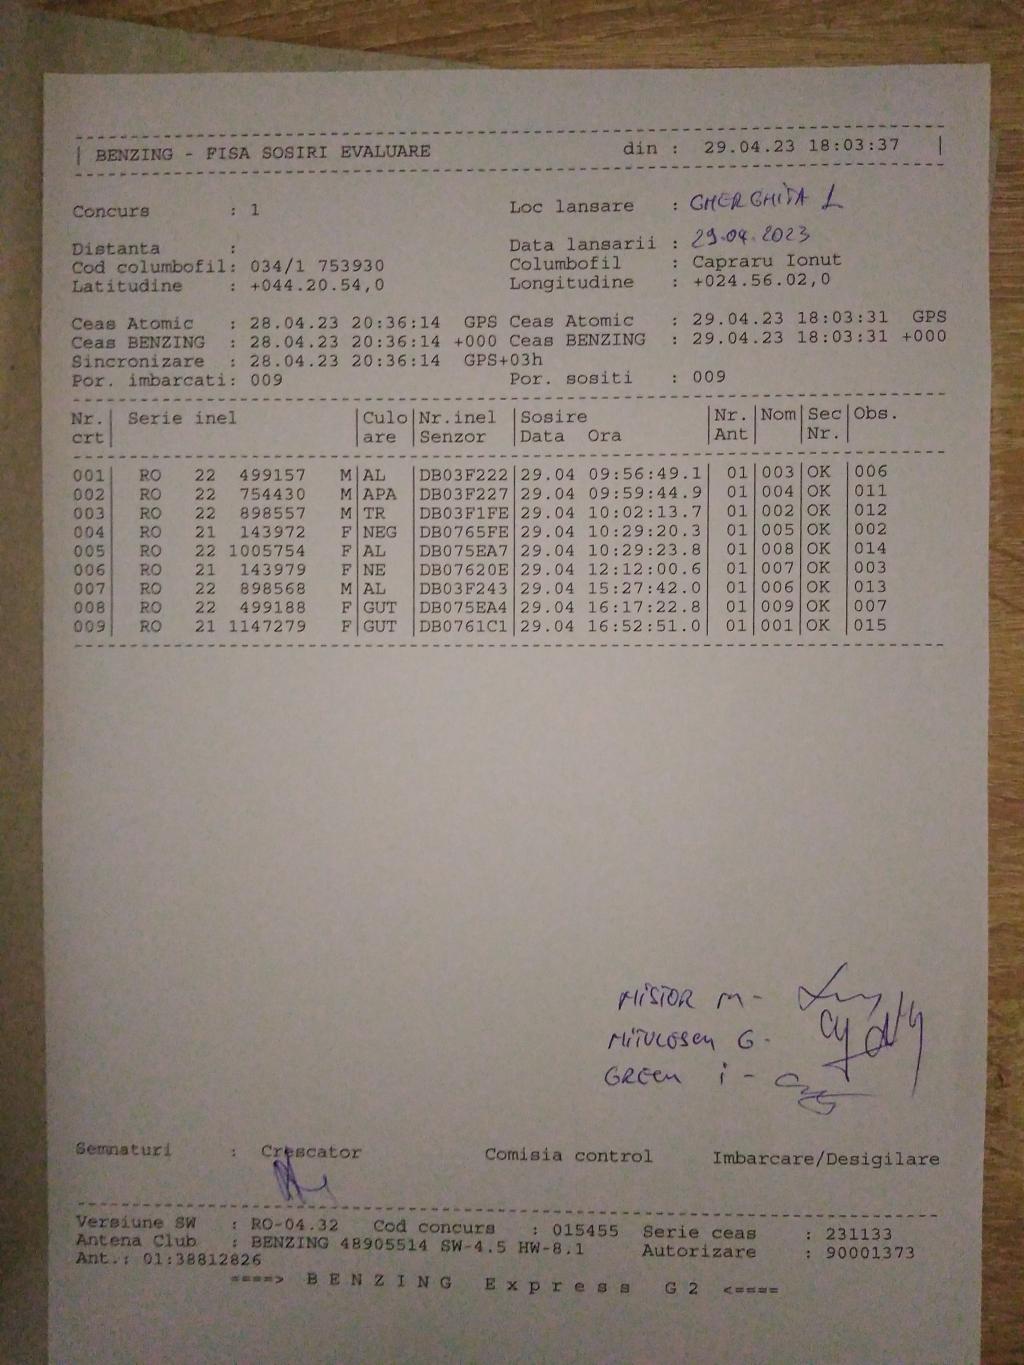 BENZING - FISA SOSIRI EVALUARE din : 29.04.23 18:03:37
Concurs : 1 Loc lansare : GHERGHITA L
Distanta : Data lansarii : 29.04.2023
Cod columbofil: 034/1 753930 Columbofil : Capraru Ionut
Latitudine : +044.20.54,0 Longitudine : +024.56.02,0
Ceas Atomic : 28.04.23 20:36:14 GPS Ceas Atomic : 29.04.23 18:03:31 GPS
Ceas BENZING : 28.04.23 20:36:14 +000 Ceas BENZING : 29.04.23 18:03:31 +000
Sincronizare : 28.04.23 20:36:14 GPS+03h
Por. imbarcati: 009 Por. sositi : 009
Nr. | Serie inel | Culo | Nr.inel | Sosire | Nr. | Nom | Sec | Obs.
crt | are | Senzor | Data Ora | Ant | Nr.
001 | RO 22 499157 M | AL | DB03F222 | 29.04 09:56:49.1 | 01 | 003 | OK | 006
002 | RO 22 754430 M | APA | DB03F227 | 29.04 09:59:44.9 | 01 | 004 | OK | 011
003 | RO 22 898557 M | TR | DB03F1FE | 29.04 10:02:13.7 | 01 | 002 | OK | 012
004 | RO 21 143972 F | NEG | DB0765FE | 29.04 10:29:20.3 | 01 | 005 | OK | 002
005 | RO 22 1005754 F | AL | DB075EA7 | 29.04 10:29:23.8 | 01 | 008 | OK | 014
006 | RO 21 143979 F | NE | DB07620E | 29.04 12:12:00.6 | 01 | 007 | OK | 003
007 | RO 22 898568 M | AL | DB03F243 | 29.04 15:27:42.0 | 01 | 006 | OK | 013
008 | RO 22 499188 F | GUT | DB075EA4 | 29.04 16:17:22.8 | 01 | 009 | OK | 007
009 | RO 21 1147279 F | GUT | DB0761C1 | 29.04 16:52:51.0 | 01 | 001 | OK | 015
NISTOR M -
MITULOSCU G -
GRECU i -
Semnaturi : Crescator Comisia control Imbarcare/Desigilare
Versiune SW : RO-04.32 Cod concurs : 015455 Serie ceas : 231133
Antena Club : BENZING 48905514 SW-4.5 HW-8.1 Autorizare : 90001373
Ant.: 01:38812826
====> B E N Z I N G E x p r e s s G 2 <====